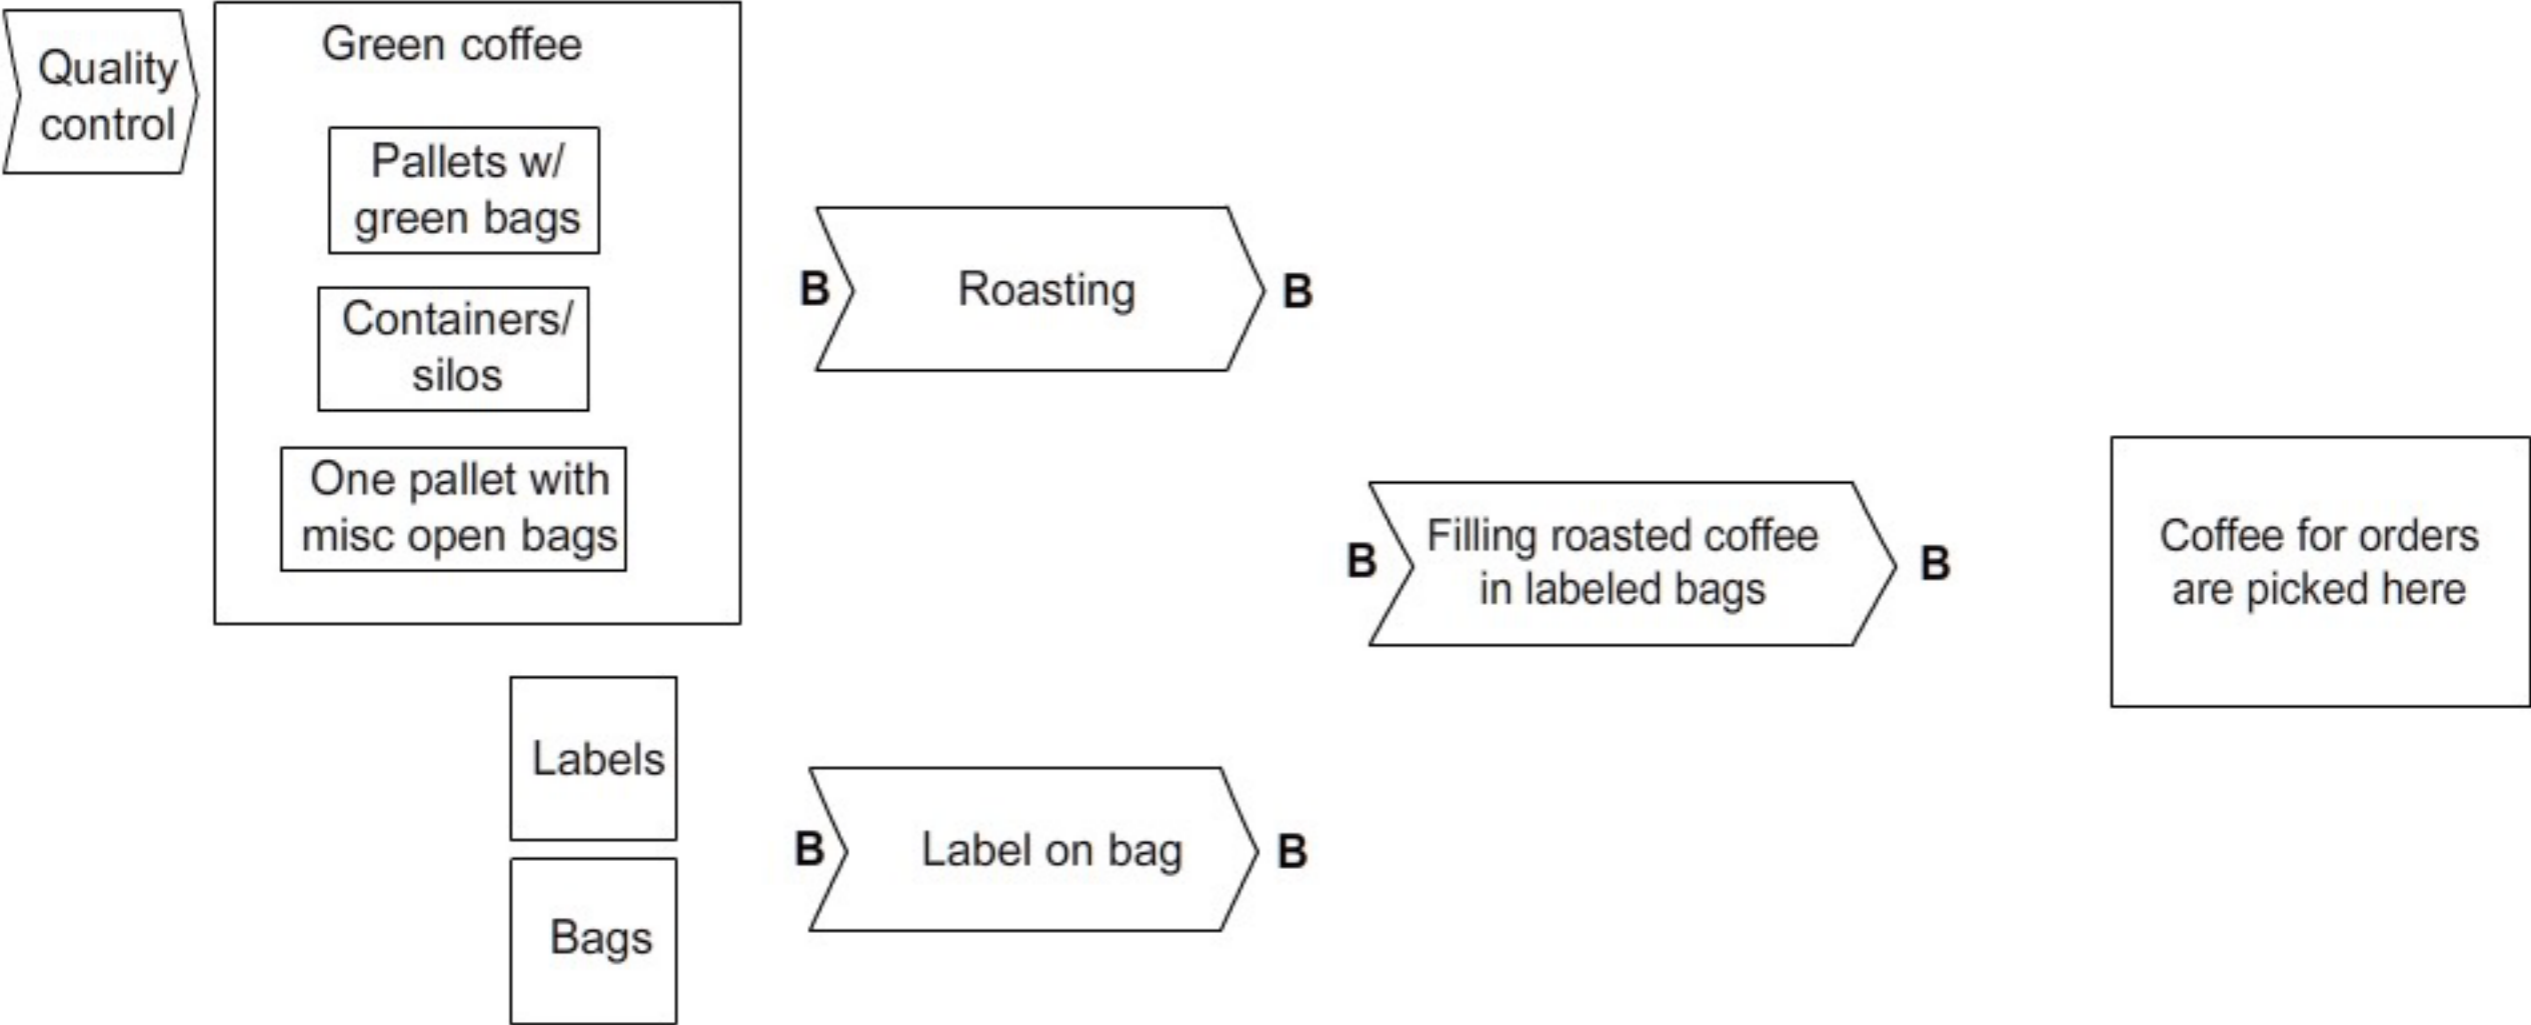 Quality
control
Green coffee
Pallets w/
green bags
Containers/
silos
One pallet with
misc open bags
B
Roasting
B
B
Filling roasted coffee
in labeled bags
B
Coffee for orders
are picked here
Labels
Bags
B
Label on bag
B